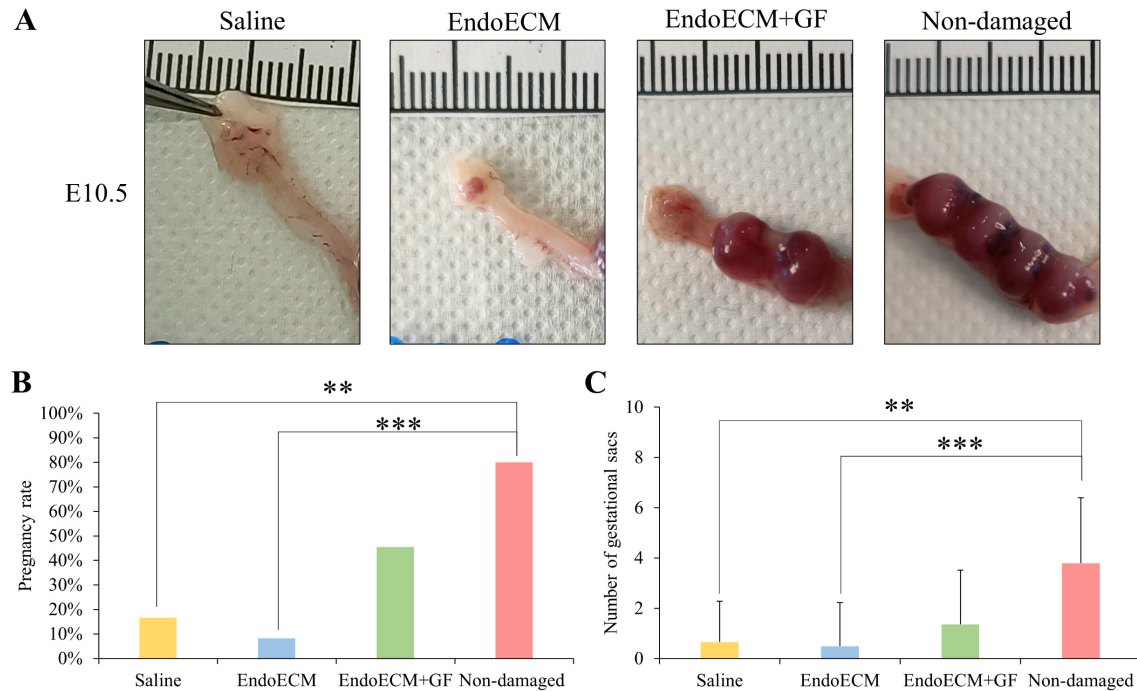 A
Saline
EndoECM
EndoECM+GF
Non-damaged
E10.5
B
Pregnancy rate
100%
90%
80%
70%
60%
50%
40%
30%
20%
10%
0%
**
***
Saline
EndoECM
EndoECM+GF
Non-damaged
C
Number of gestational sacs
10
8
6
4
2
0
**
***
Saline
EndoECM
EndoECM+GF
Non-damaged